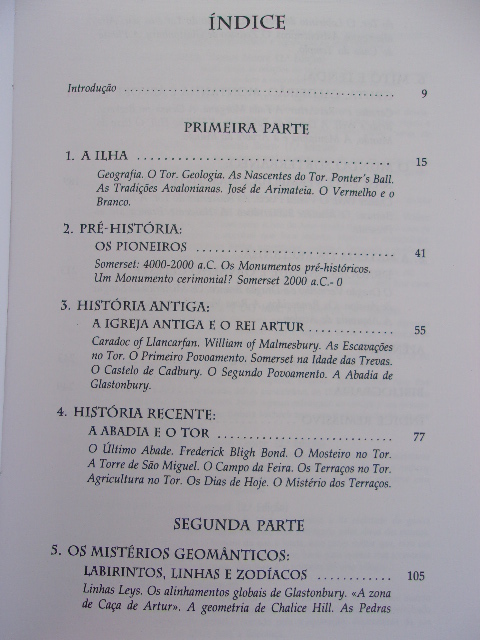 ÍNDICE
Introdução ................................................ 9
PRIMEIRA PARTE
1. A ILHA ................................... 15
Geografia. O Tor. Geologia. As Nascentes do Tor. Ponter's Ball.
As Tradições Avalonianas. José de Arimateia. O Vermelho e o
Branco.
2. PRÉ-HISTÓRIA:
OS PIONEIROS ........................... 41
Somerset: 4000-2000 a.C. Os Monumentos pré-históricos.
Um Monumento cerimonial? Somerset 2000 a.C.- 0
3. HISTÓRIA ANTIGA:
A IGREJA ANTIGA E O REI ARTUR ............ 55
Caradoc of Llancarfan. William of Malmesbury. As Escavações
no Tor. O Primeiro Povoamento. Somerset na Idade das Trevas.
O Castelo de Cadbury. O Segundo Povoamento. A Abadia de
Glastonbury.
4. HISTÓRIA RECENTE:
A ABADIA E O TOR ........................ 77
O Último Abade. Frederick Bligh Bond. O Mosteiro no Tor.
A Torre de São Miguel. O Campo da Feira. Os Terraços no Tor.
Agricultura no Tor. Os Dias de Hoje. O Mistério dos Terraços.
SEGUNDA PARTE
5. OS MISTÉRIOS GEOMÂNTICOS:
LABIRINTOS, LINHAS E ZODÍACOS ............ 105
Linhas Leys. Os alinhamentos globais de Glastonbury. «A zona
de Caça de Artur». A geometria de Chalice Hill. As Pedras